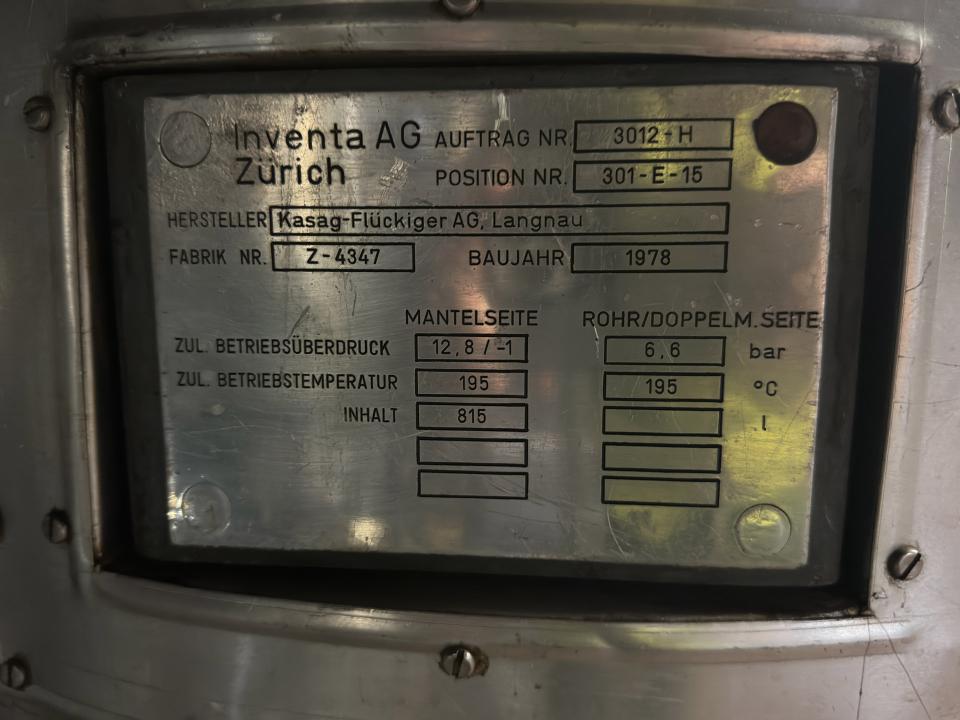 Inventa AG AUFTRAG NR. 3012-H
Zürich POSITION NR. 301-E-15
HERSTELLER Kasag-Flückiger AG, Langnau
FABRIK NR. Z-4347 BAUJAHR 1978
MANTELSEITE ROHR/DOPPELM.SEITE
ZUL. BETRIEBSÜBERDRUCK 12,8 / -1 6,6 bar
ZUL. BETRIEBSTEMPERATUR 195 195 °C
INHALT 815 l